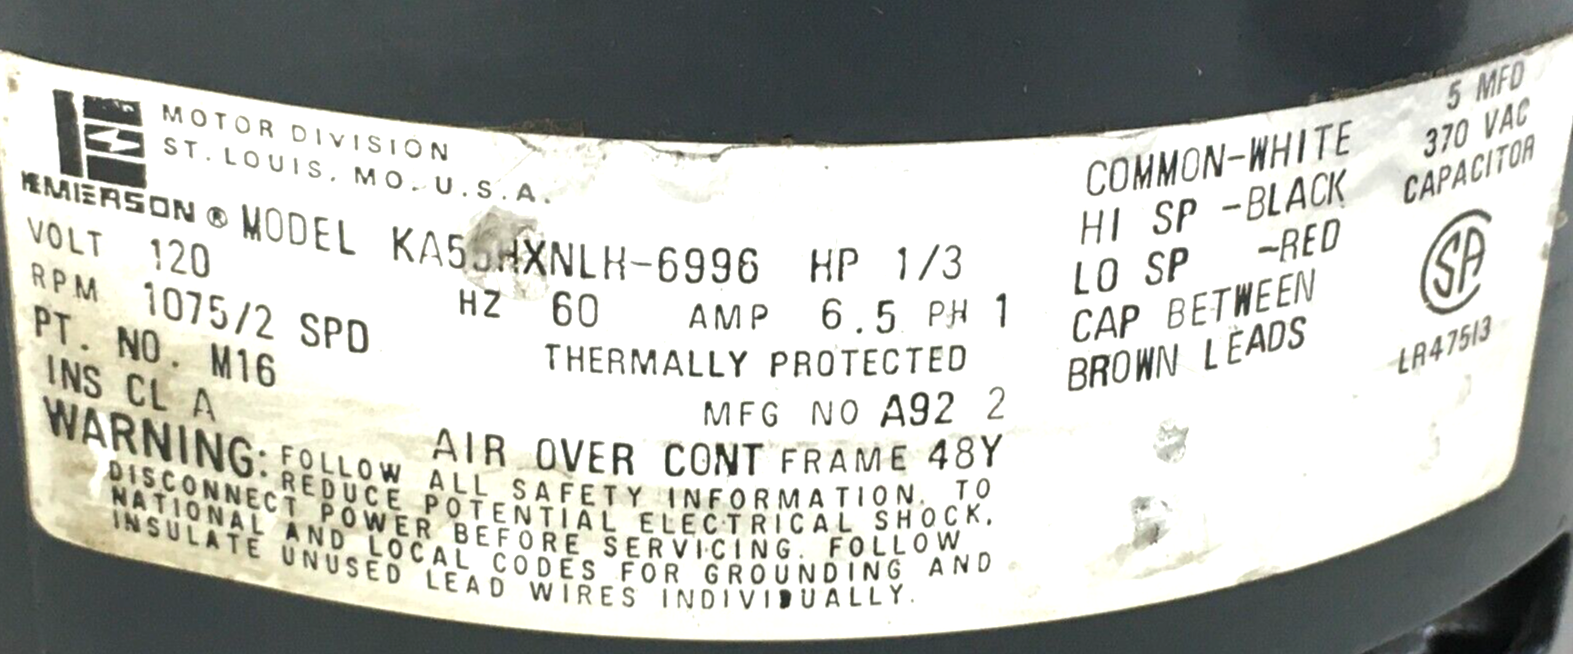 MOTOR DIVISION
ST. LOUIS, MO. U.S.A.
EMERSON ® MODEL KA55HXNLH-6996 HP 1/3
VOLT 120 HZ 60 AMP 6.5 PH 1
RPM 1075/2 SPD THERMALLY PROTECTED
PT. NO. M16 MFG NO A92 2
INS CL A AIR OVER CONT FRAME 48Y
WARNING: FOLLOW ALL SAFETY INFORMATION. TO
REDUCE POTENTIAL ELECTRICAL SHOCK,
DISCONNECT POWER BEFORE SERVICING. FOLLOW
NATIONAL AND LOCAL CODES FOR GROUNDING AND
INSULATE UNUSED LEAD WIRES INDIVIDUALLY.
COMMON-WHITE
HI SP -BLACK
LO SP -RED
CAP BETWEEN
BROWN LEADS
5 MFD
370 VAC
CAPACITOR
SA
LR47513